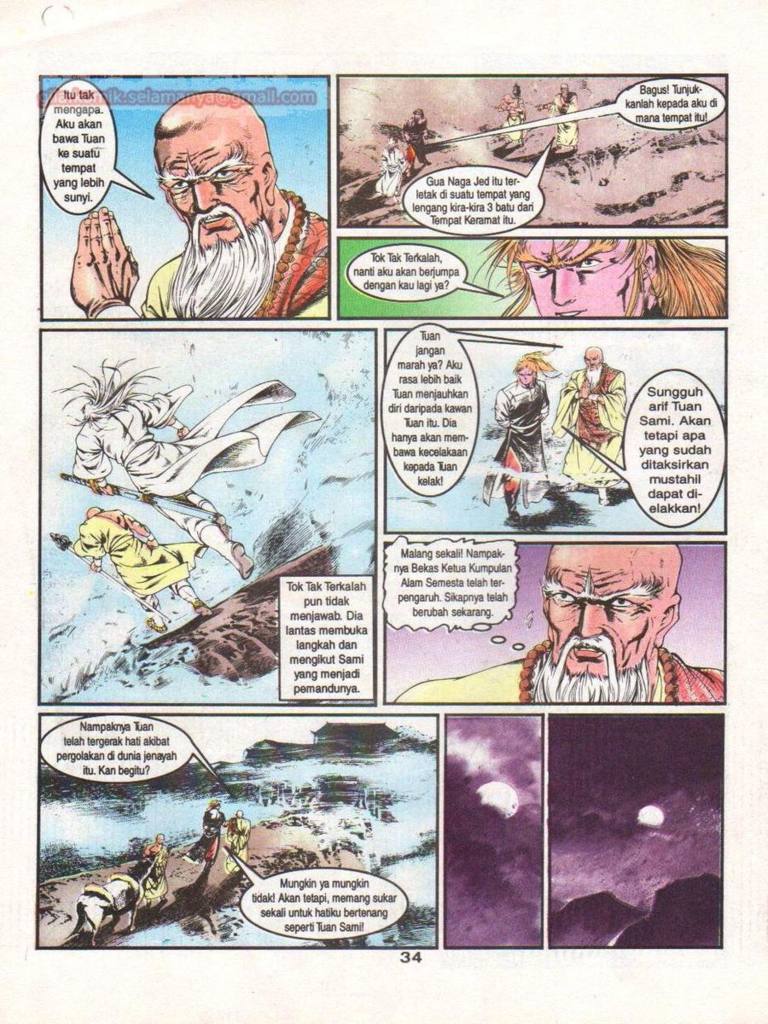 Itu tak
mengapa.
Aku akan
bawa Tuan
ke suatu
tempat
yang lebih
sunyi.
Bagus! Tunjuk-
kanlah kepada aku di
mana tempat itu!
Gua Naga Jed itu ter-
letak di suatu tempat yang
lengang kira-kira 3 batu dari
Tempat Keramat itu.
Tok Tak Terkalah,
nanti aku akan berjumpa
dengan kau lagi ya?
Tok Tak Terkalah
pun tidak
menjawab. Dia
lantas membuka
langkah dan
mengikut Sami
yang menjadi
pemandunya.
Tuan
jangan
marah ya? Aku
rasa lebih baik
Tuan menjauhkan
diri daripada kawan
Tuan itu. Dia
hanya akan mem-
bawa kecelakaan
kepada Tuan
kelak!
Sungguh
arif Tuan
Sami. Akan
tetapi apa
yang sudah
ditaksirkan
mustahil
dapat di-
elakkan!
Malang sekali! Nampak-
nya Bekas Ketua Kumpulan
Alam Semesta telah ter-
pengaruh. Sikapnya telah
berubah sekarang.
Nampaknya Tuan
telah tergerak hati akibat
pergolakan di dunia jenayah
itu. Kan begitu?
Mungkin ya mungkin
tidak! Akan tetapi, memang sukar
sekali untuk hatiku bertenang
seperti Tuan Sami!
34